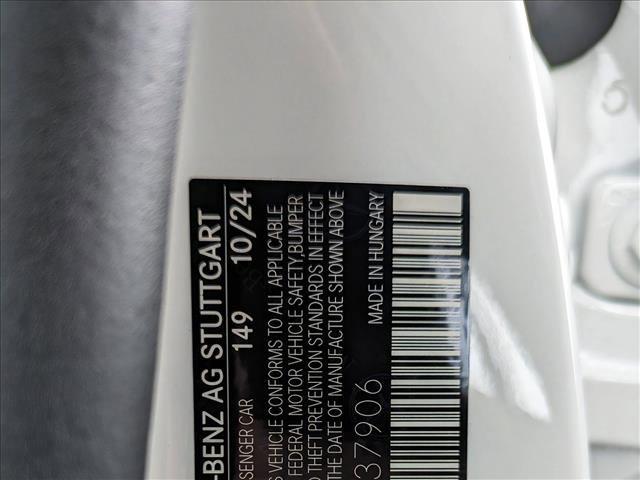 -BENZ AG STUTTGART
149 10/24
SSENGER CAR
S VEHICLE CONFORMS TO ALL APPLICABLE
FEDERAL MOTOR VEHICLE SAFETY,BUMPER
D THEFT PREVENTION STANDARDS IN EFFECT
THE DATE OF MANUFACTURE SHOWN ABOVE
MADE IN HUNGARY
37906